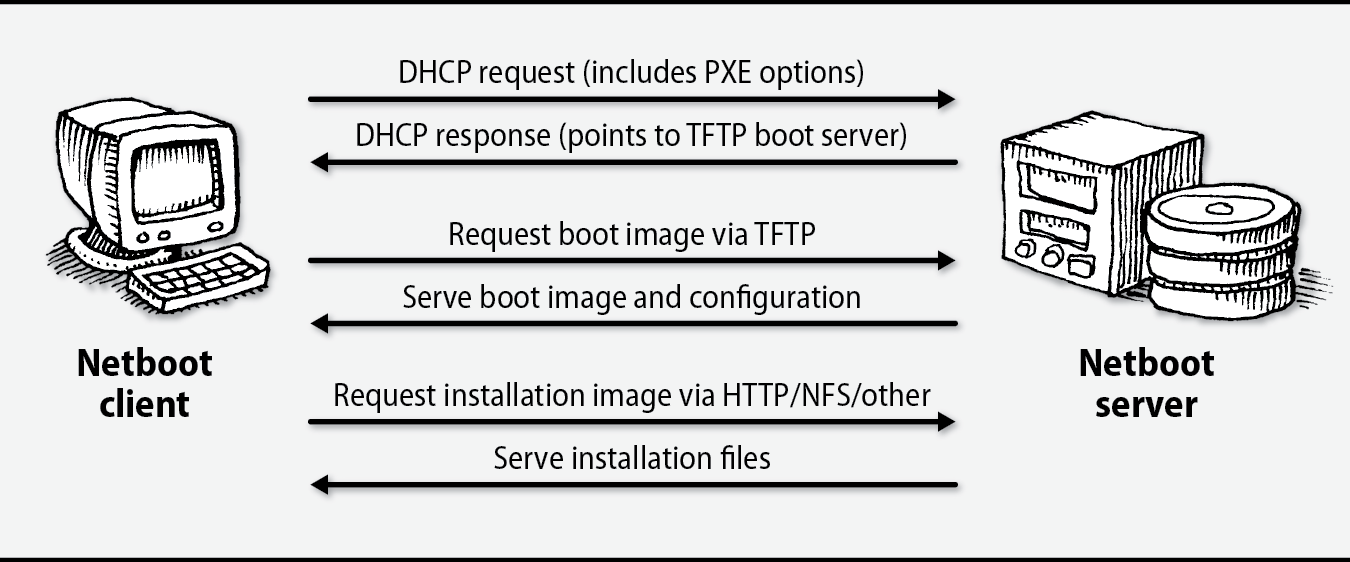 DHCP request (includes PXE options)
DHCP response (points to TFTP boot server)
Request boot image via TFTP
Serve boot image and configuration
Request installation image via HTTP/NFS/other
Serve installation files
Netboot
client
Netboot
server